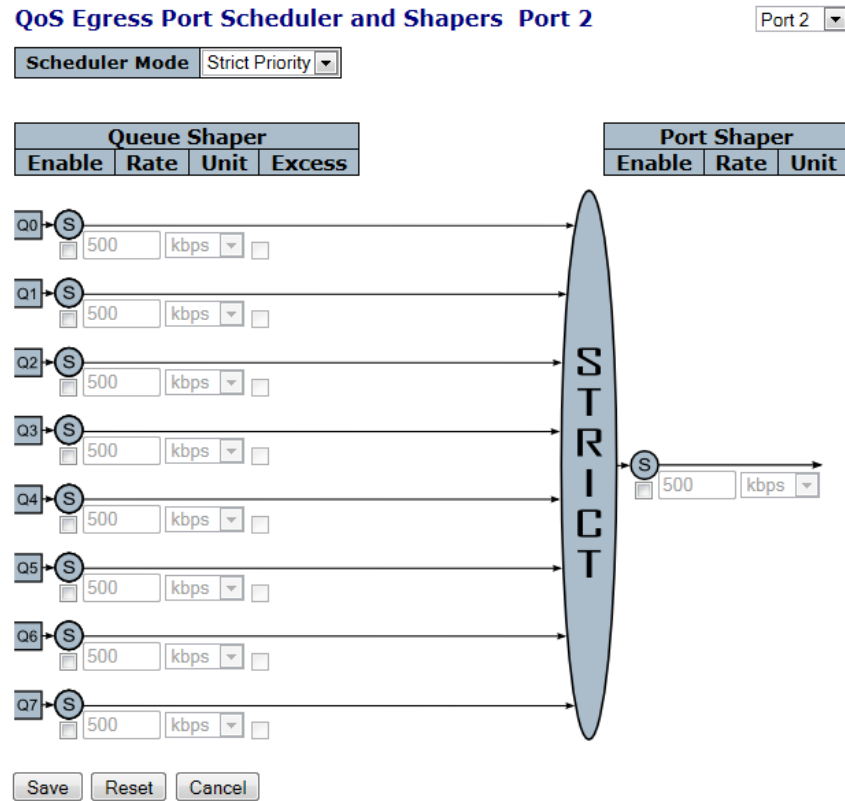 QoS Egress Port Scheduler and Shapers Port 2
Port 2
Scheduler Mode Strict Priority
Queue Shaper
Enable Rate Unit Excess
Port Shaper
Enable Rate Unit
Q0 S
500 kbps
Q1 S
500 kbps
Q2 S
500 kbps
Q3 S
500 kbps
Q4 S
500 kbps
Q5 S
500 kbps
Q6 S
500 kbps
Q7 S
500 kbps
STRICT
S
500 kbps
Save Reset Cancel